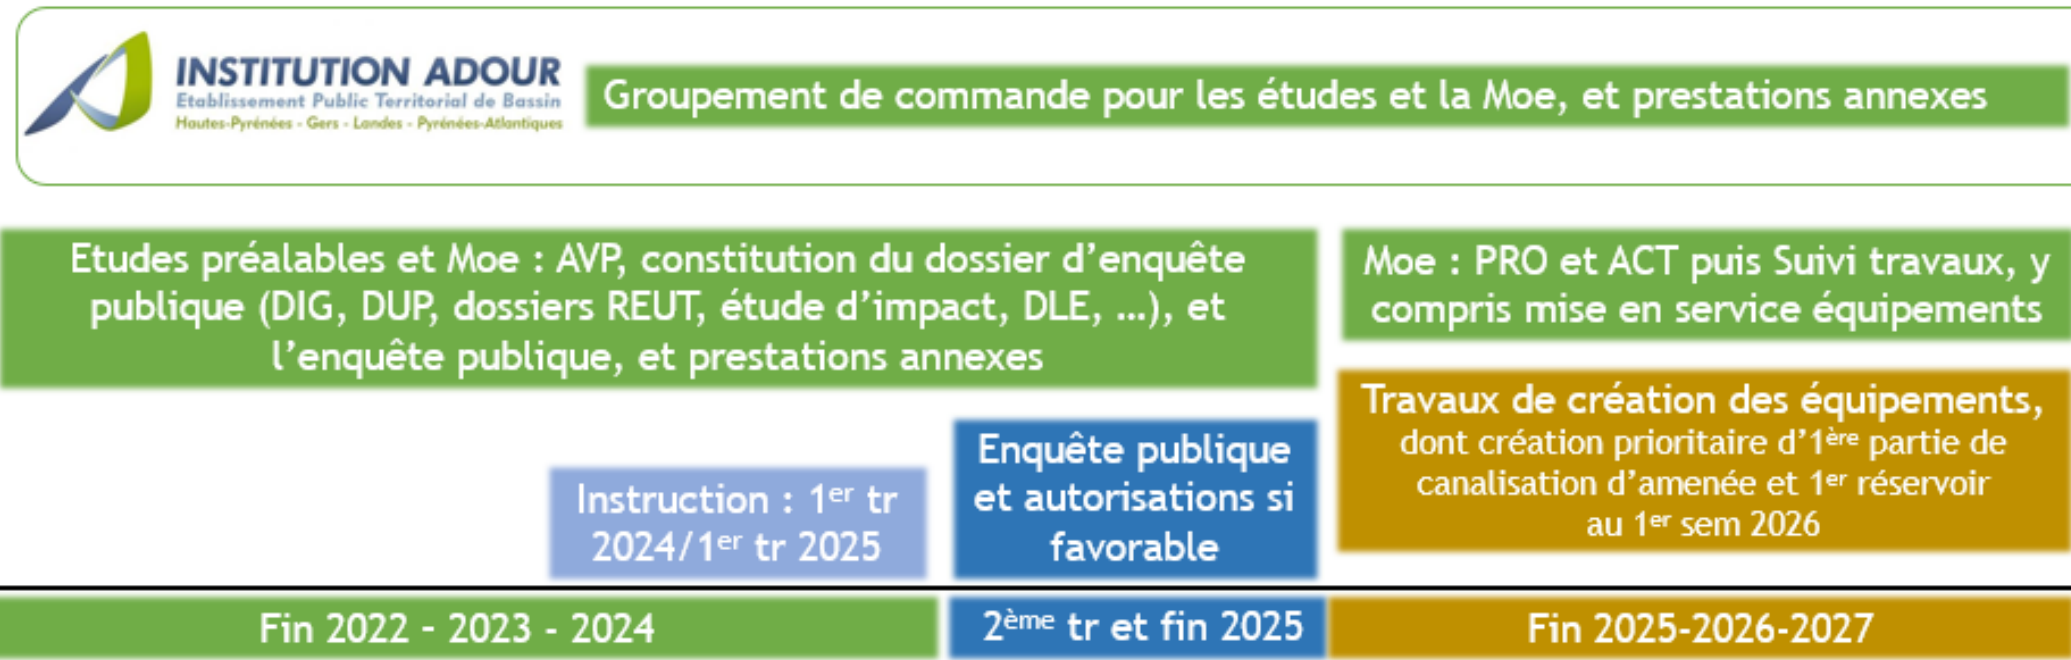 INSTITUTION ADOUR
Etablissement Public Territorial de Bassin
Hautes-Pyrénées - Gers - Landes - Pyrénées-Atlantiques
Groupement de commande pour les études et la Moe, et prestations annexes
Etudes préalables et Moe : AVP, constitution du dossier d’enquête
publique (DIG, DUP, dossiers REUT, étude d’impact, DLE, …), et
l’enquête publique, et prestations annexes
Moe : PRO et ACT puis Suivi travaux, y
compris mise en service équipements
Travaux de création des équipements,
dont création prioritaire d’1ère partie de
canalisation d’amenée et 1er réservoir
au 1er sem 2026
Enquête publique
et autorisations si
favorable
Instruction : 1er tr
2024/1er tr 2025
Fin 2022 - 2023 - 2024
2ème tr et fin 2025
Fin 2025-2026-2027